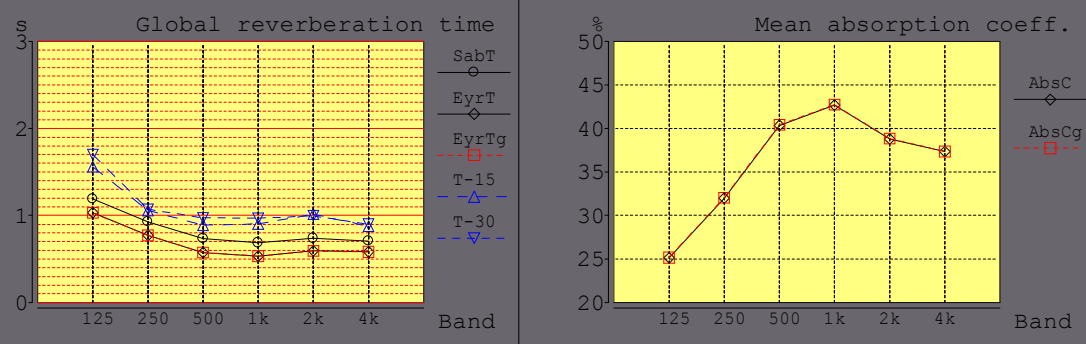 s Global reverberation time
3
2
1
0
125 250 500 1k 2k 4k Band
SabT
EyrT
EyrTg
T-15
T-30
% Mean absorption coeff.
50
45
40
35
30
25
20
125 250 500 1k 2k 4k Band
AbsC
AbsCg